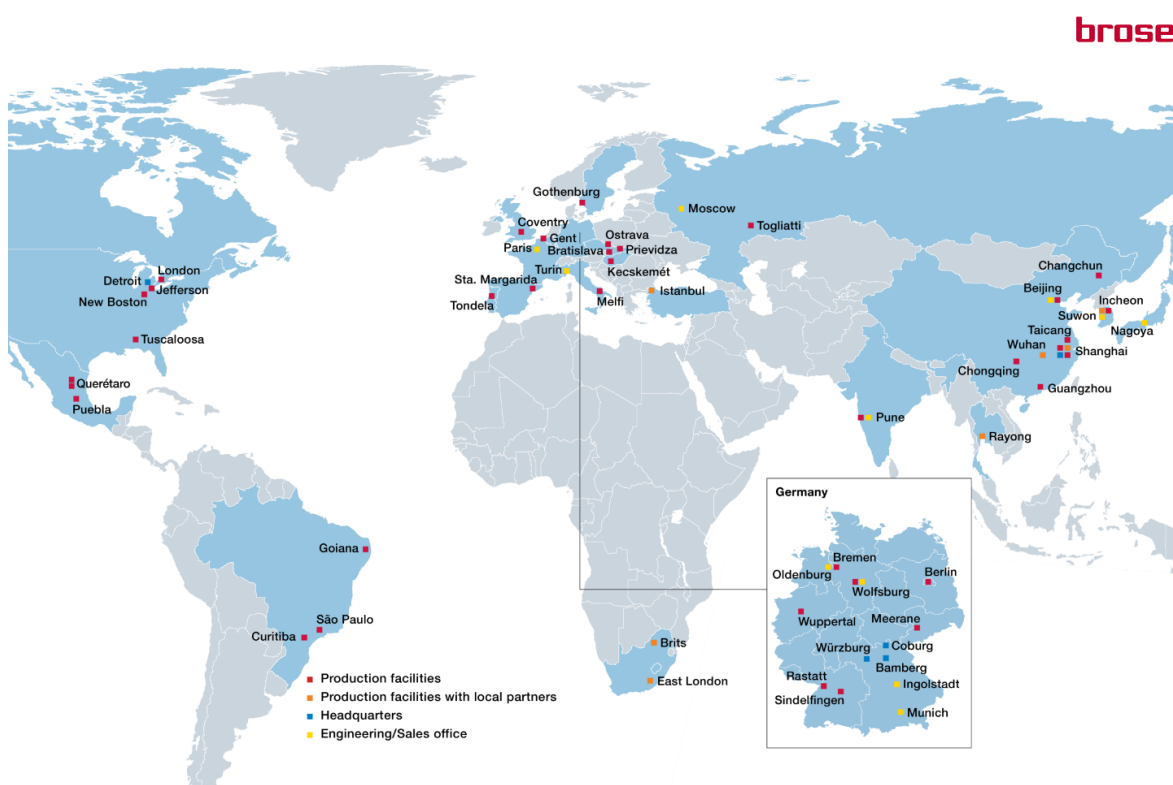 brose
Gothenburg
Moscow
Coventry
Togliatti
Gent
Ostrava
Paris
Bratislava
Prievidza
Kecskemét
Turin
Sta. Margarida
Istanbul
Tondela
Melfi
London
Detroit
Jefferson
New Boston
Tuscaloosa
Querétaro
Puebla
Changchun
Beijing
Incheon
Suwon
Nagoya
Taicang
Wuhan
Shanghai
Chongqing
Guangzhou
Pune
Rayong
Goiana
São Paulo
Curitiba
Brits
East London
Production facilities
Production facilities with local partners
Headquarters
Engineering/Sales office
Germany
Bremen
Oldenburg
Berlin
Wolfsburg
Wuppertal
Meerane
Coburg
Würzburg
Bamberg
Rastatt
Ingolstadt
Sindelfingen
Munich